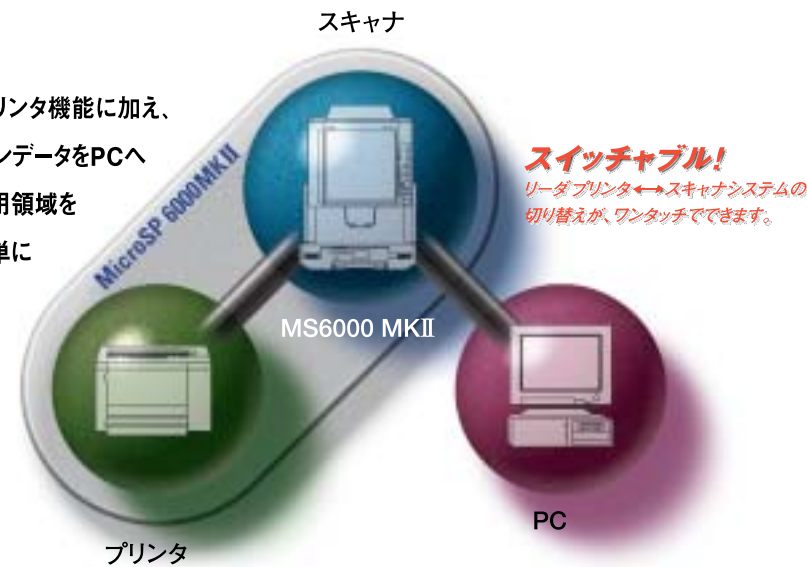 スキャナ
リンタ機能に加え、
ンデータをPCへ
用領域を
単に
MicroSP 6000MKⅡ
スイッチャブル!
リーダプリンタ⟷スキャナシステムの
切り替えが、ワンタッチでできます。
MS6000 MKⅡ
PC
プリンタ